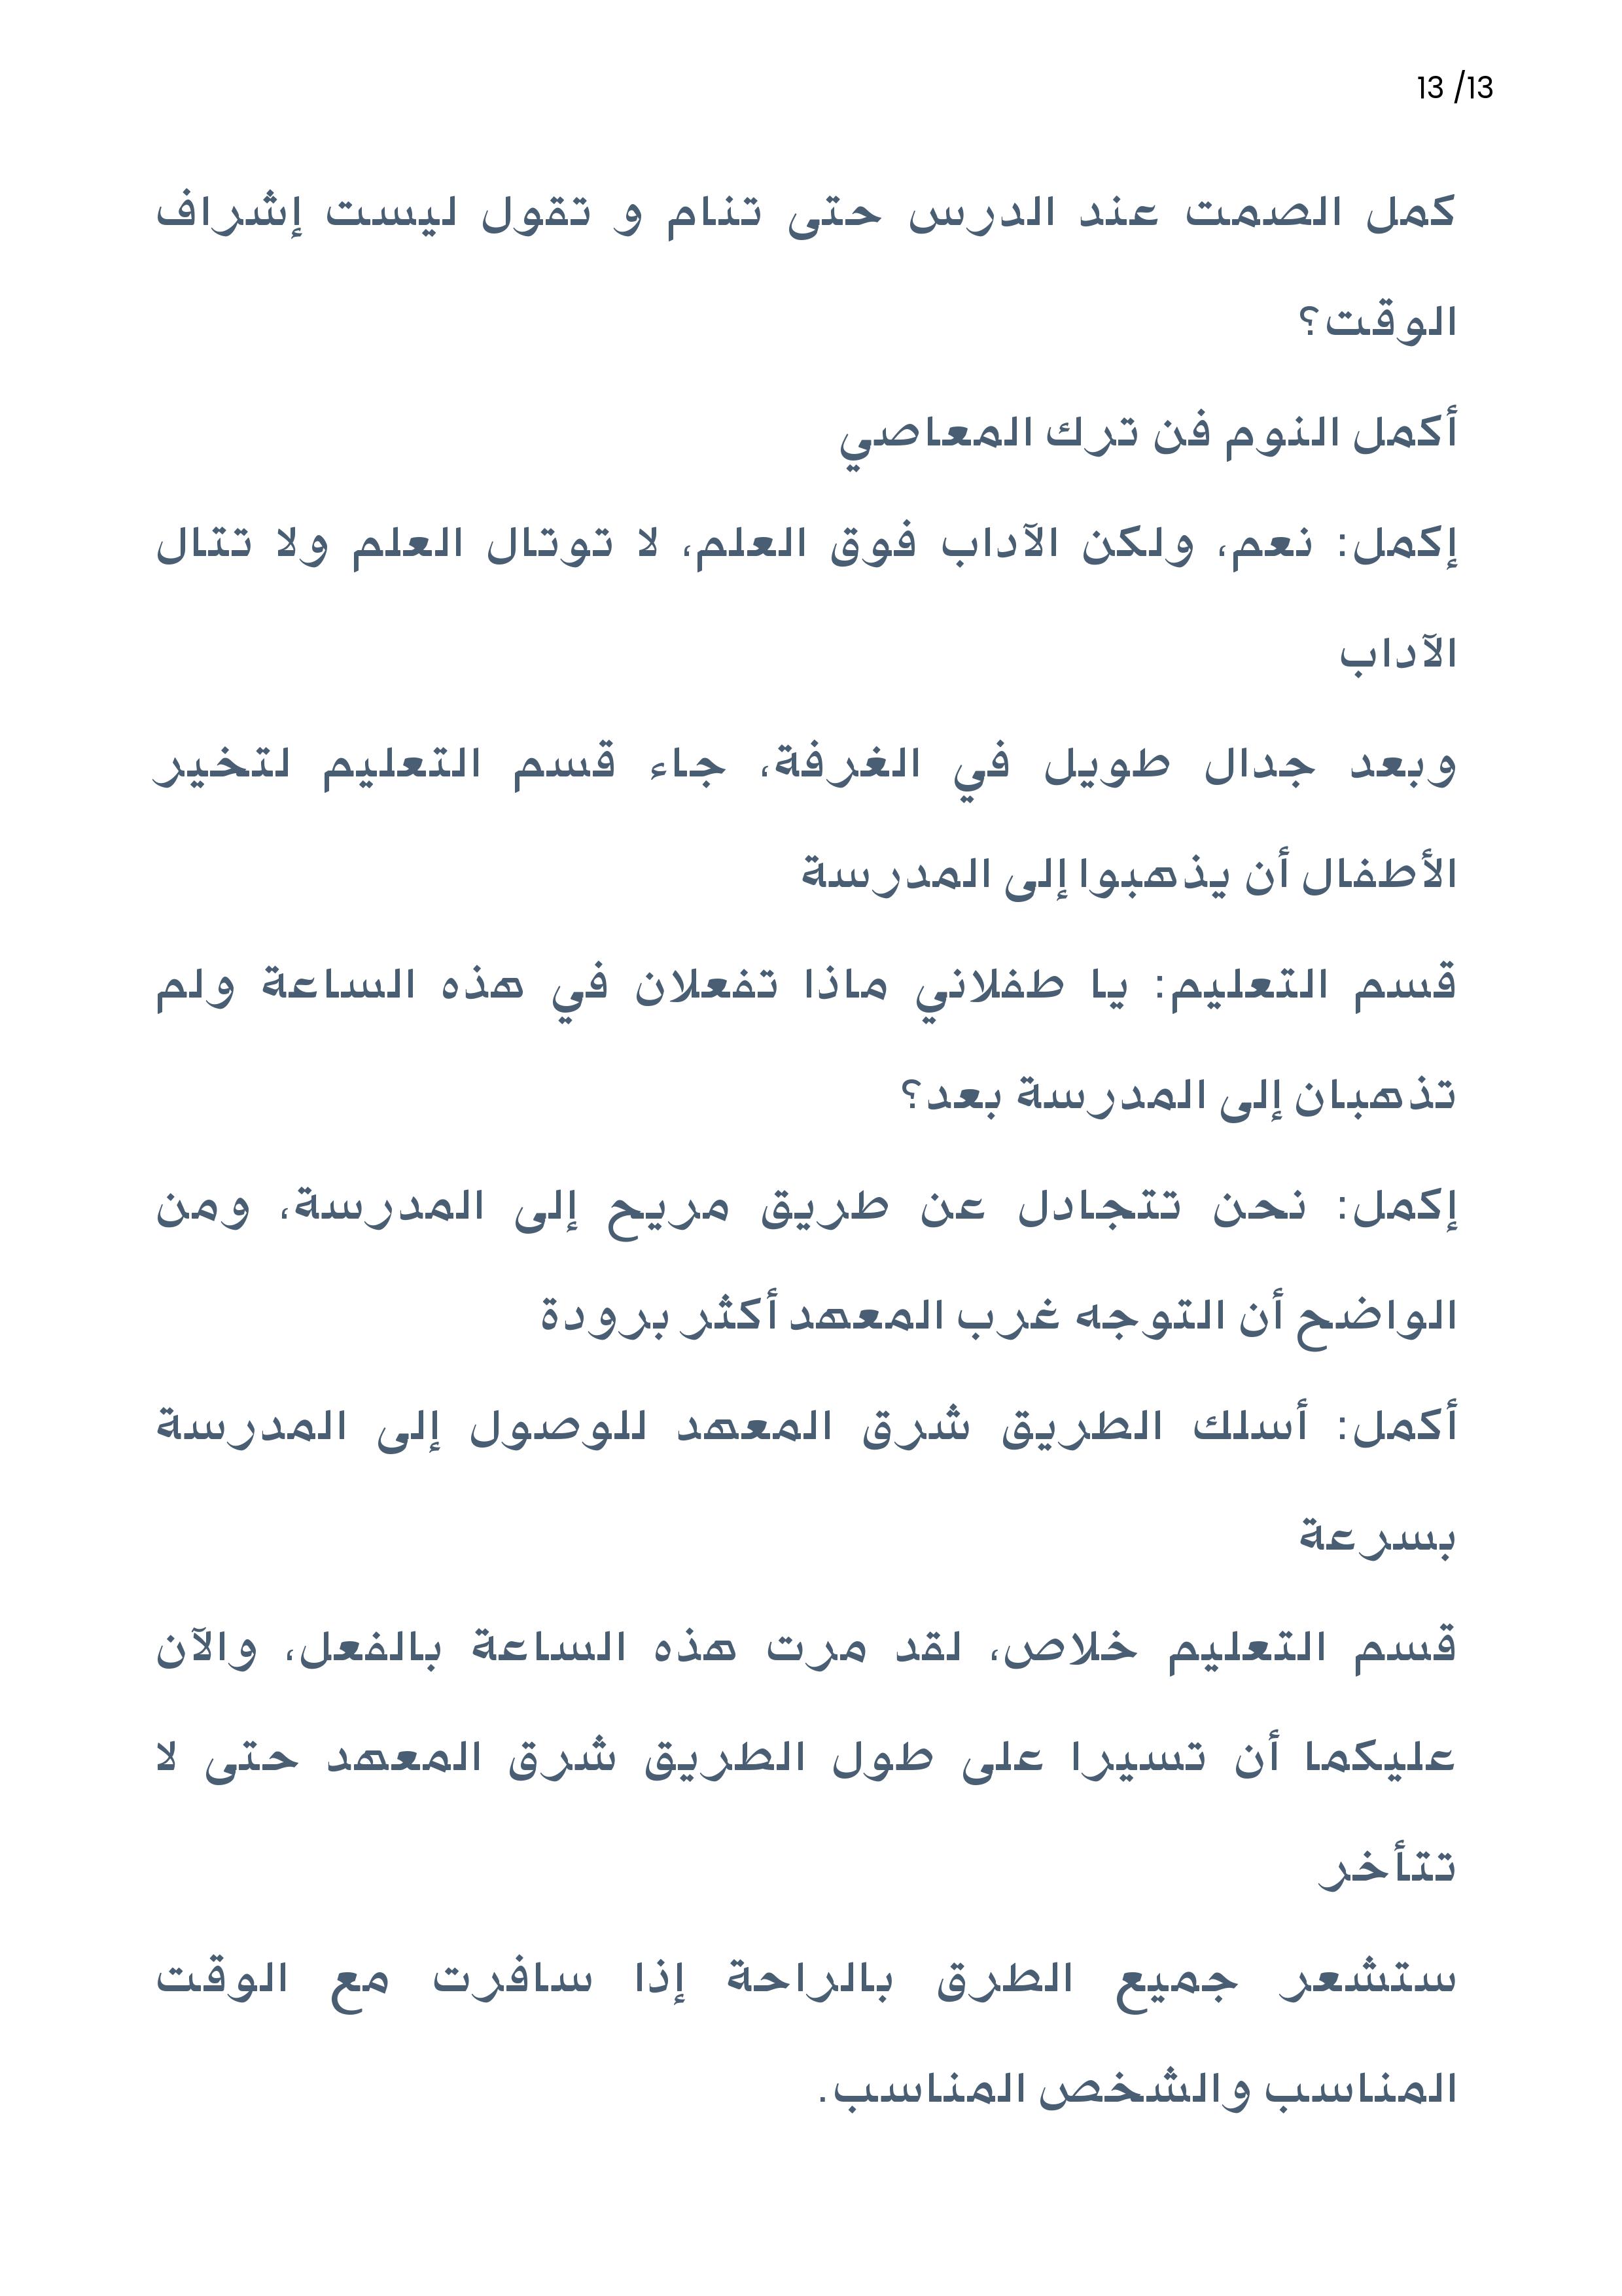 13 /13
كمل الصمت عند الدرس حتى تنام و تقول ليست إشراف
الوقت؟
أكمل النوم فن ترك المعاصي
إكمل: نعم، ولكن الآداب فوق العلم، لا توتال العلم ولا تتال
الآداب
وبعد جدال طويل في الغرفة، جاء قسم التعليم لتخير
الأطفال أن يذهبوا إلى المدرسة
قسم التعليم: يا طفلاني ماذا تفعلان في هذه الساعة ولم
تذهبان إلى المدرسة بعد؟
إكمل: نحن تتجادل عن طريق مريح إلى المدرسة، ومن
الواضح أن التوجه غرب المعهد أكثر برودة
أكمل: أسلك الطريق شرق المعهد للوصول إلى المدرسة
بسرعة
قسم التعليم خلاص، لقد مرت هذه الساعة بالفعل، والآن
عليكما أن تسيرا على طول الطريق شرق المعهد حتى لا
تتأخر
ستشعر جميع الطرق بالراحة إذا سافرت مع الوقت
المناسب والشخص المناسب.